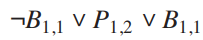 ¬B₁,₁ ∨ P₁,₂ ∨ B₁,₁